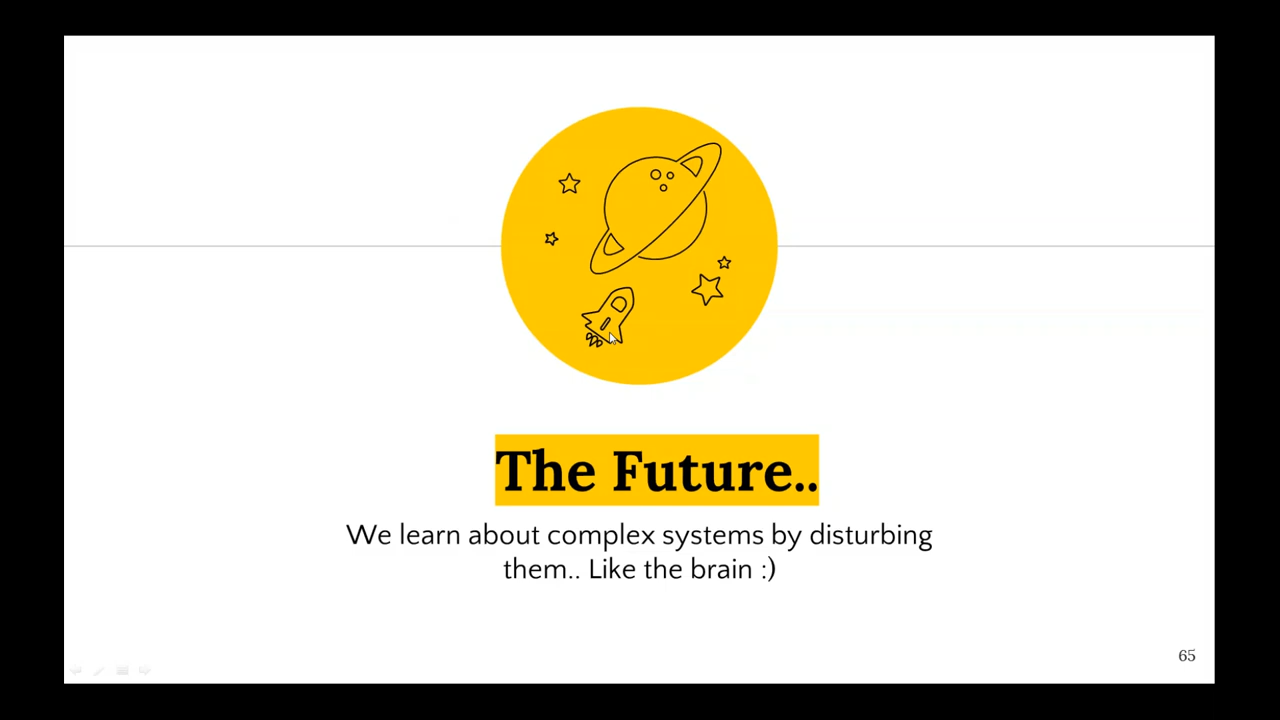 The Future..
We learn about complex systems by disturbing
them.. Like the brain :)
65